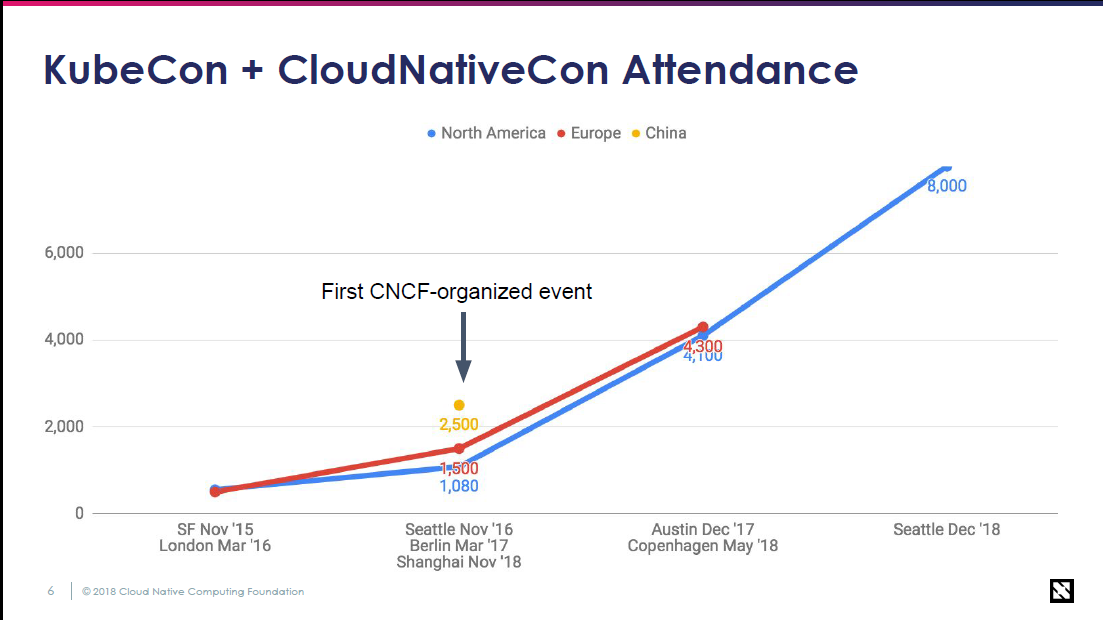 KubeCon + CloudNativeCon Attendance
North America Europe China
8,000
6,000
First CNCF-organized event
4,000
4,300
4,100
2,500
2,000
1,500
1,080
0
SF Nov '15
London Mar '16
Seattle Nov '16
Berlin Mar '17
Shanghai Nov '18
Austin Dec '17
Copenhagen May '18
Seattle Dec '18
6 © 2018 Cloud Native Computing Foundation